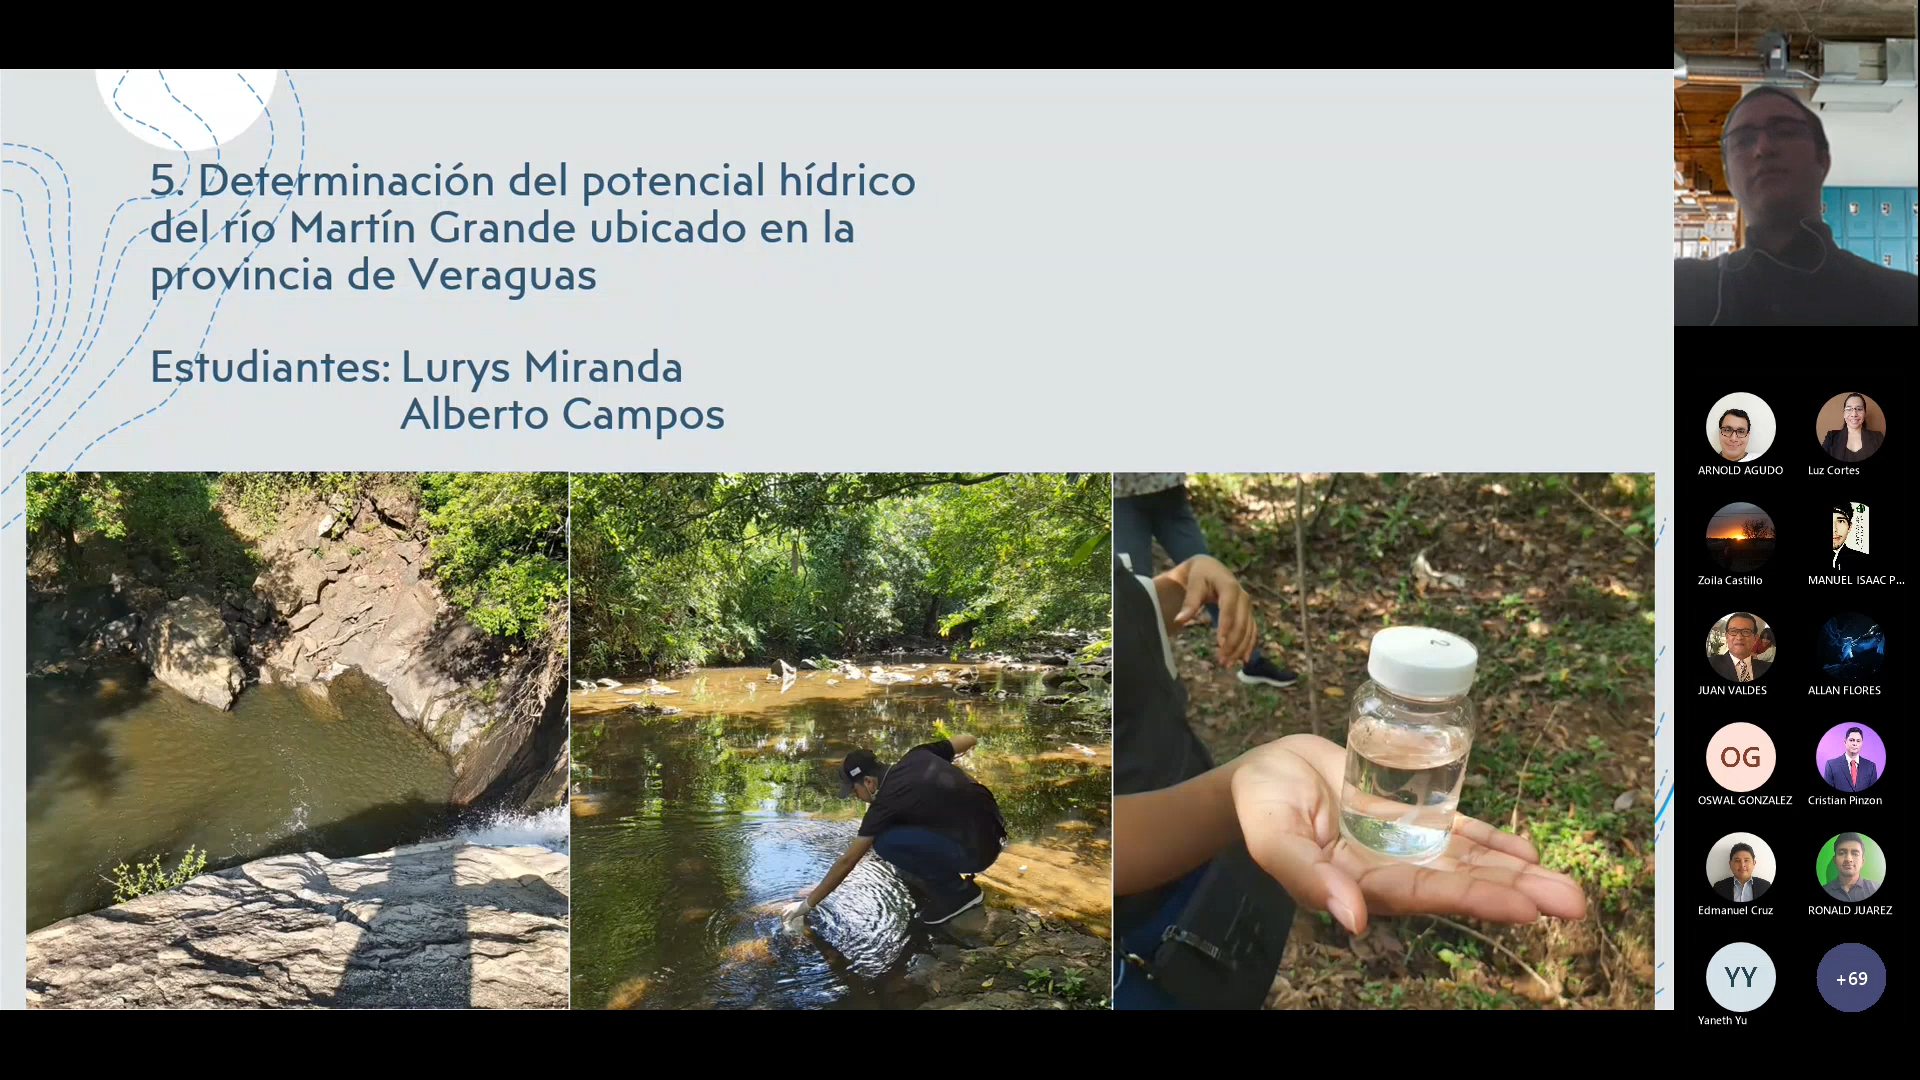 5. Determinación del potencial hídrico
del río Martín Grande ubicado en la
provincia de Veraguas
Estudiantes: Lurys Miranda
Alberto Campos
2
ARNOLD AGUDO
Luz Cortes
Zoila Castillo
MANUEL ISAAC P...
JUAN VALDES
ALLAN FLORES
OG
OSWAL GONZALEZ
Cristian Pinzon
Edmanuel Cruz
RONALD JUAREZ
YY
Yaneth Yu
+69